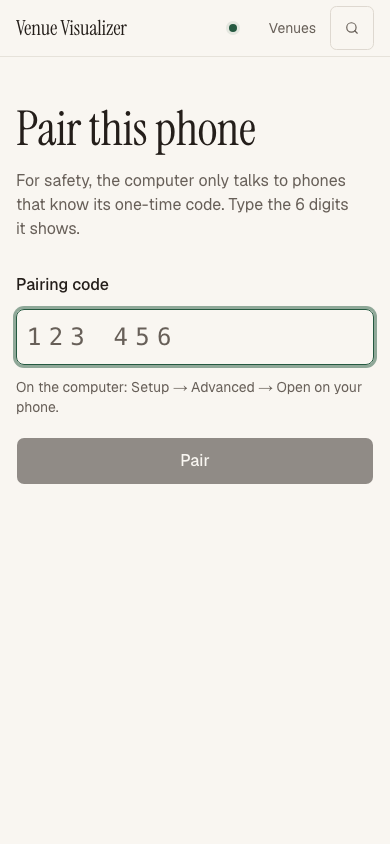 Venue Visualizer
Venues
Pair this phone
For safety, the computer only talks to phones
that know its one-time code. Type the 6 digits
it shows.
Pairing code
123 456
On the computer: Setup → Advanced → Open on your
phone.
Pair